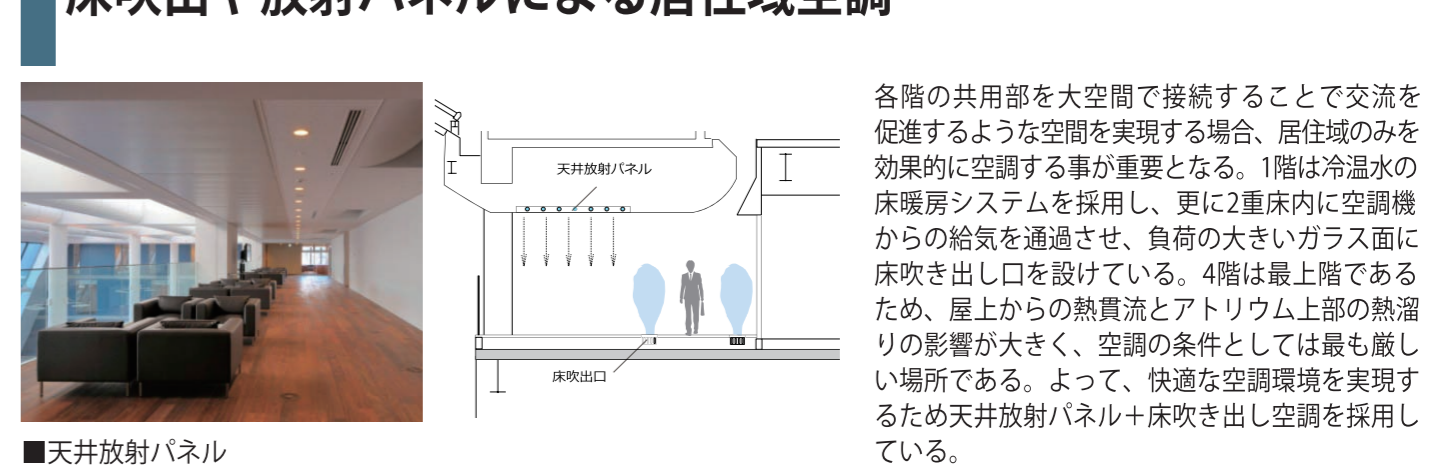 床吹出や放射パネルによる居住域空調
天井放射パネル
床吹出口
■天井放射パネル
各階の共用部を大空間で接続することで交流を
促進するような空間を実現する場合、居住域のみを
効果的に空調する事が重要となる。1階は冷温水の
床暖房システムを採用し、更に2重床内に空調機
からの給気を通過させ、負荷の大きいガラス面に
床吹き出し口を設けている。4階は最上階である
ため、屋上からの熱貫流とアトリウム上部の熱溜
りの影響が大きく、空調の条件としては最も厳し
い場所である。よって、快適な空調環境を実現す
るため天井放射パネル＋床吹き出し空調を採用し
ている。